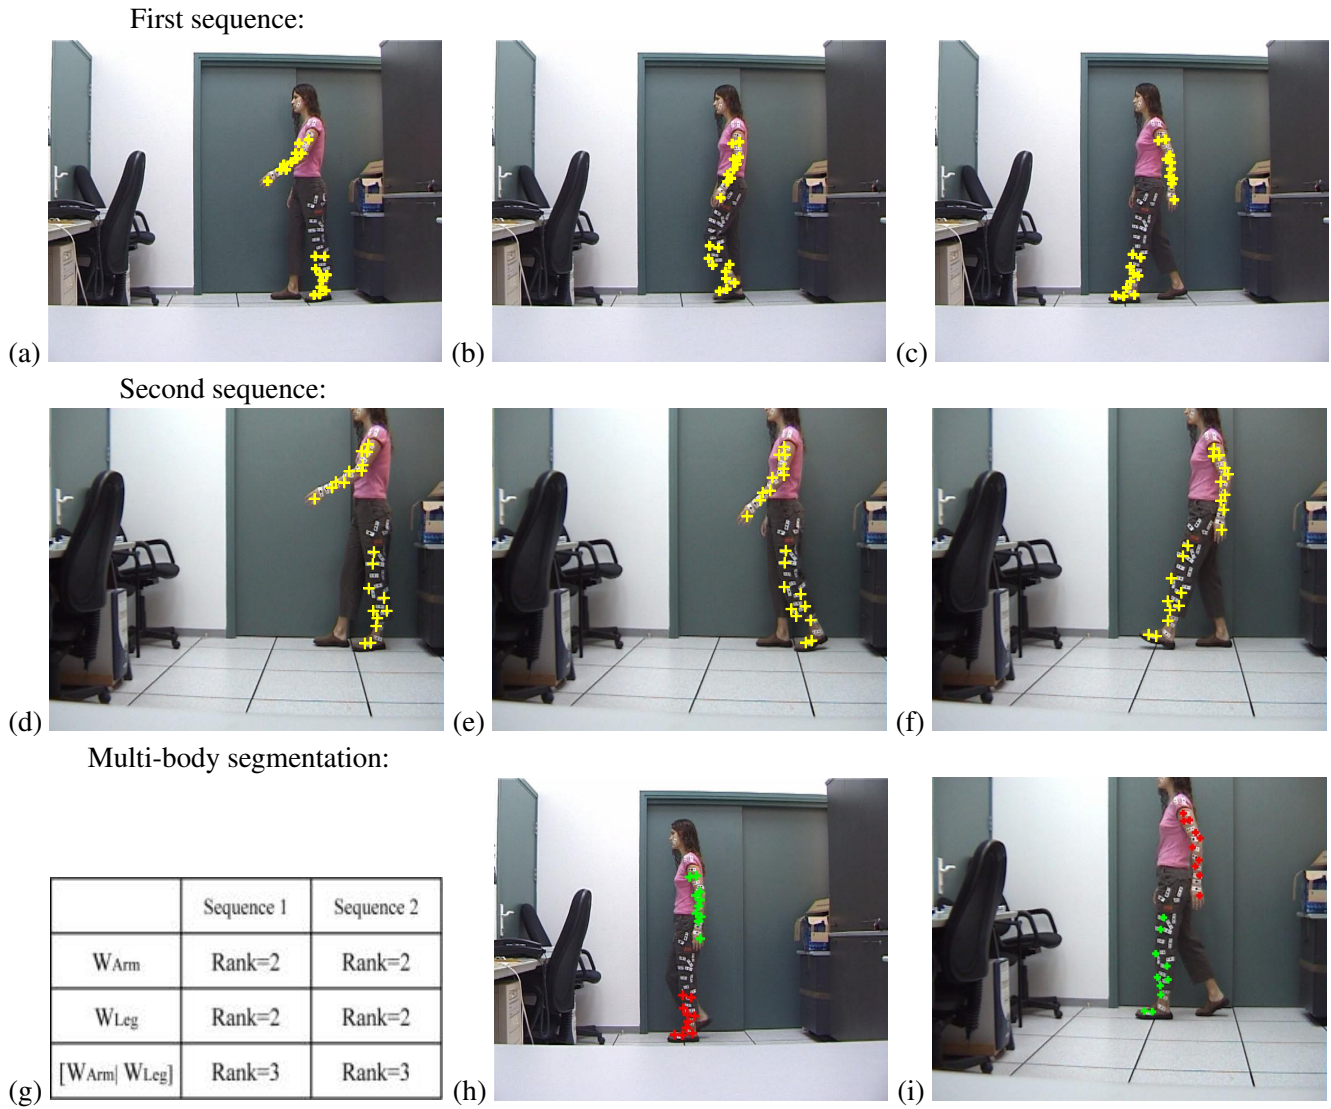 First sequence:
(a)
(b)
(c)
Second sequence:
(d)
(e)
(f)
Multi-body segmentation:
Sequence 1 Sequence 2
WArm Rank=2 Rank=2
WLeg Rank=2 Rank=2
[WArm| WLeg] Rank=3 Rank=3
(g)
(h)
(i)